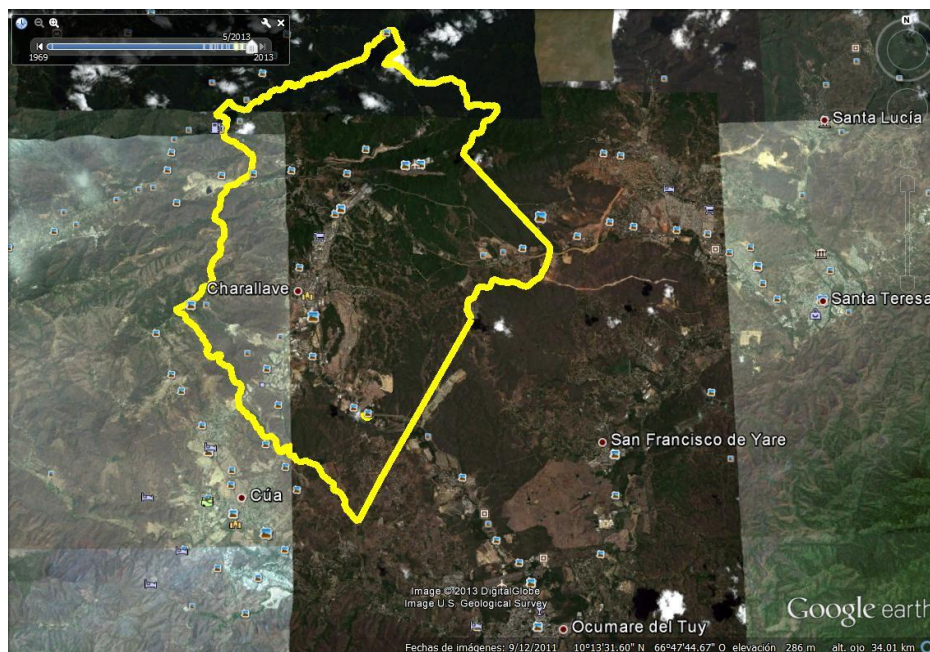 5/2013
1969
2013
N
Santa Lucía
Charallave
Santa Teresa
San Francisco de Yare
Cúa
Image © 2013 DigitalGlobe
Image U.S. Geological Survey
Google earth
Ocumare del Tuy
Fechas de imágenes: 9/12/2011 10°13'31.60" N 66°47'44.67" O elevación 286 m alt. ojo 34.01 km